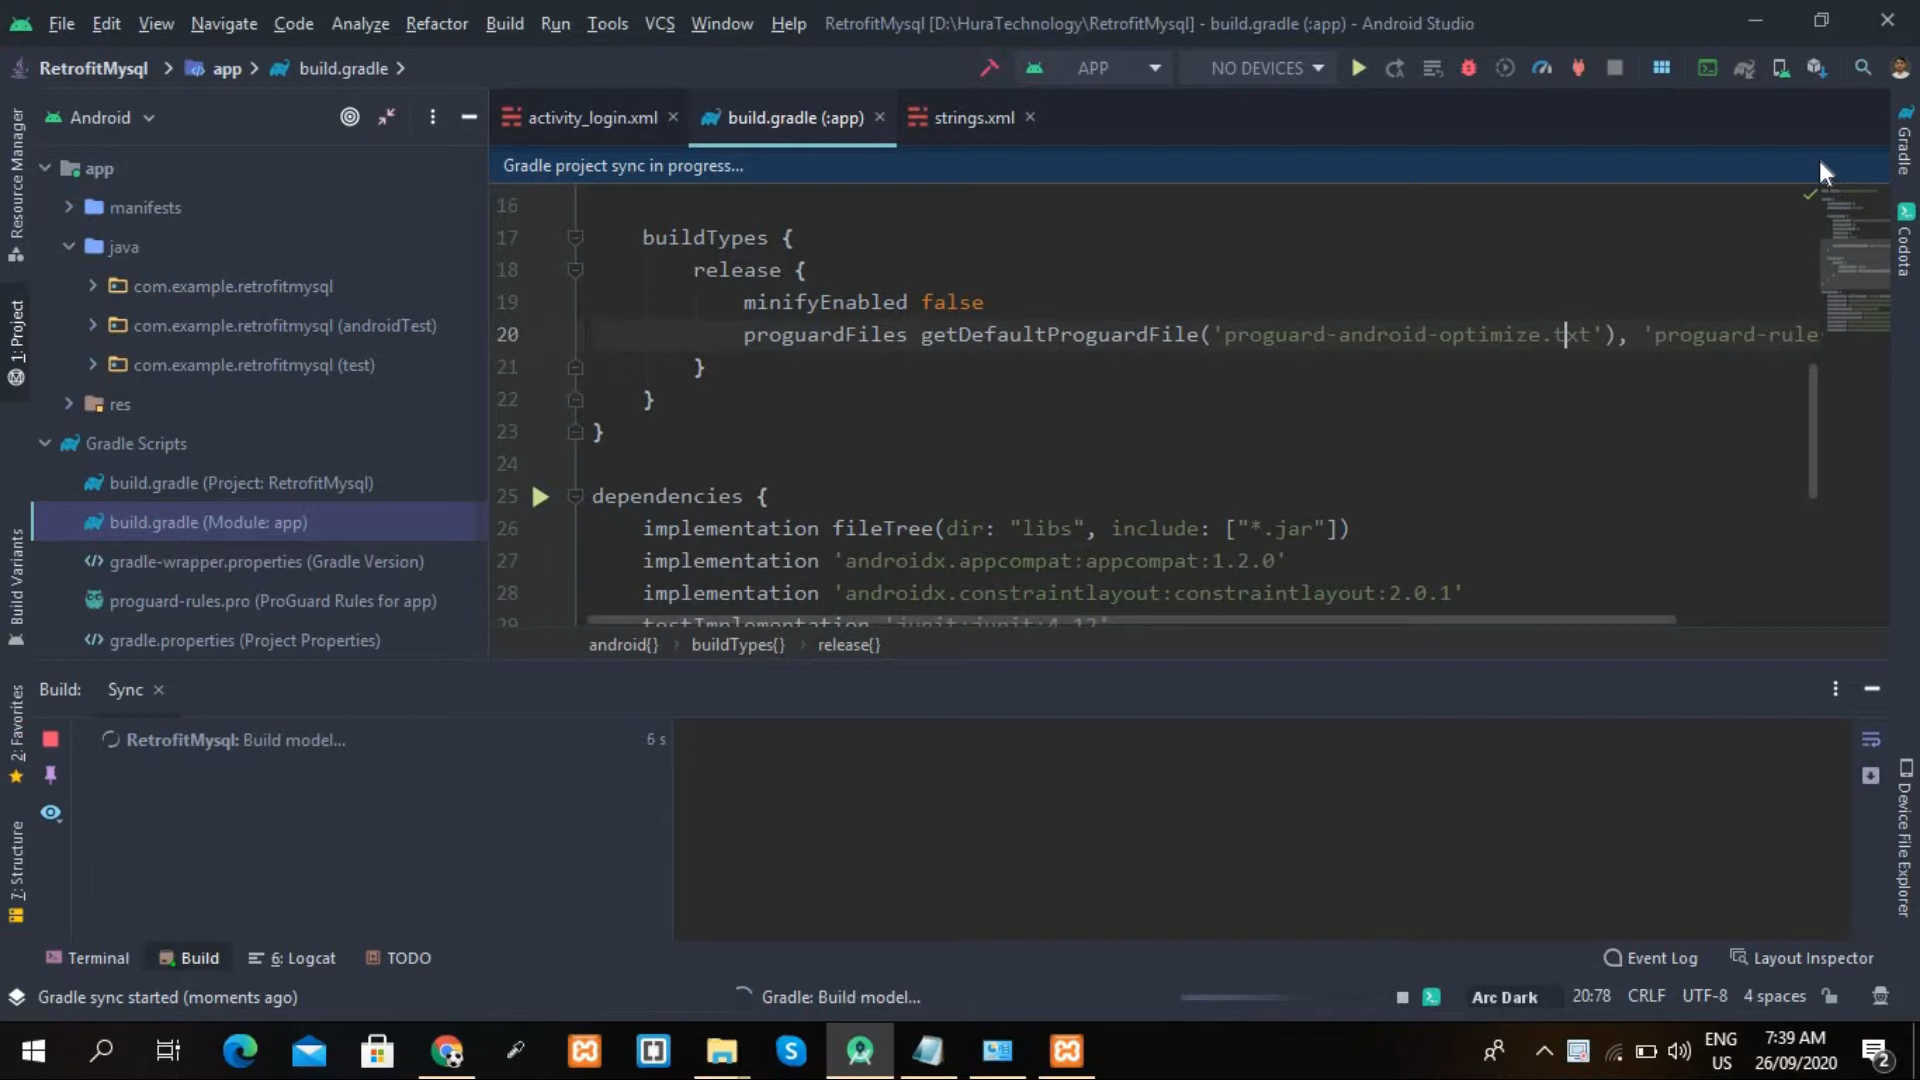 File Edit View Navigate Code Analyze Refactor Build Run Tools VCS Window Help RetrofitMysql [D:\HuraTechnology\RetrofitMysql] - build.gradle (:app) - Android Studio
RetrofitMysql app build.gradle APP NO DEVICES
Android activity_login.xml build.gradle (:app) strings.xml
Gradle project sync in progress...
app
manifests
java
com.example.retrofitmysql
com.example.retrofitmysql (androidTest)
com.example.retrofitmysql (test)
res
Gradle Scripts
build.gradle (Project: RetrofitMysql)
build.gradle (Module: app)
gradle-wrapper.properties (Gradle Version)
proguard-rules.pro (ProGuard Rules for app)
gradle.properties (Project Properties)
16
17 buildTypes {
18 release {
19 minifyEnabled false
20 proguardFiles getDefaultProguardFile('proguard-android-optimize.txt'), 'proguard-rule
21 }
22 }
23 }
24
25 dependencies {
26 implementation fileTree(dir: "libs", include: ["*.jar"])
27 implementation 'androidx.appcompat:appcompat:1.2.0'
28 implementation 'androidx.constraintlayout:constraintlayout:2.0.1'
29 testImplementation 'junit:junit:4.12'
android{} buildTypes{} release{}
Resource Manager
1: Project
Build Variants
2: Favorites
7: Structure
Gradle
Codota
Device File Explorer
Build: Sync
RetrofitMysql: Build model... 6 s
Terminal Build 6: Logcat TODO Event Log Layout Inspector
Gradle sync started (moments ago) Gradle: Build model... Arc Dark 20:78 CRLF UTF-8 4 spaces
ENG
US
7:39 AM
26/09/2020
2